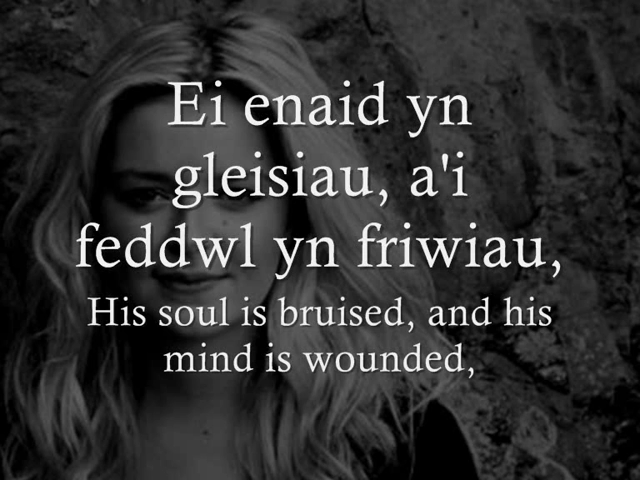 Ei enaid yn
gleisiau, a'i
feddwl yn friwiau,
His soul is bruised, and his
mind is wounded,